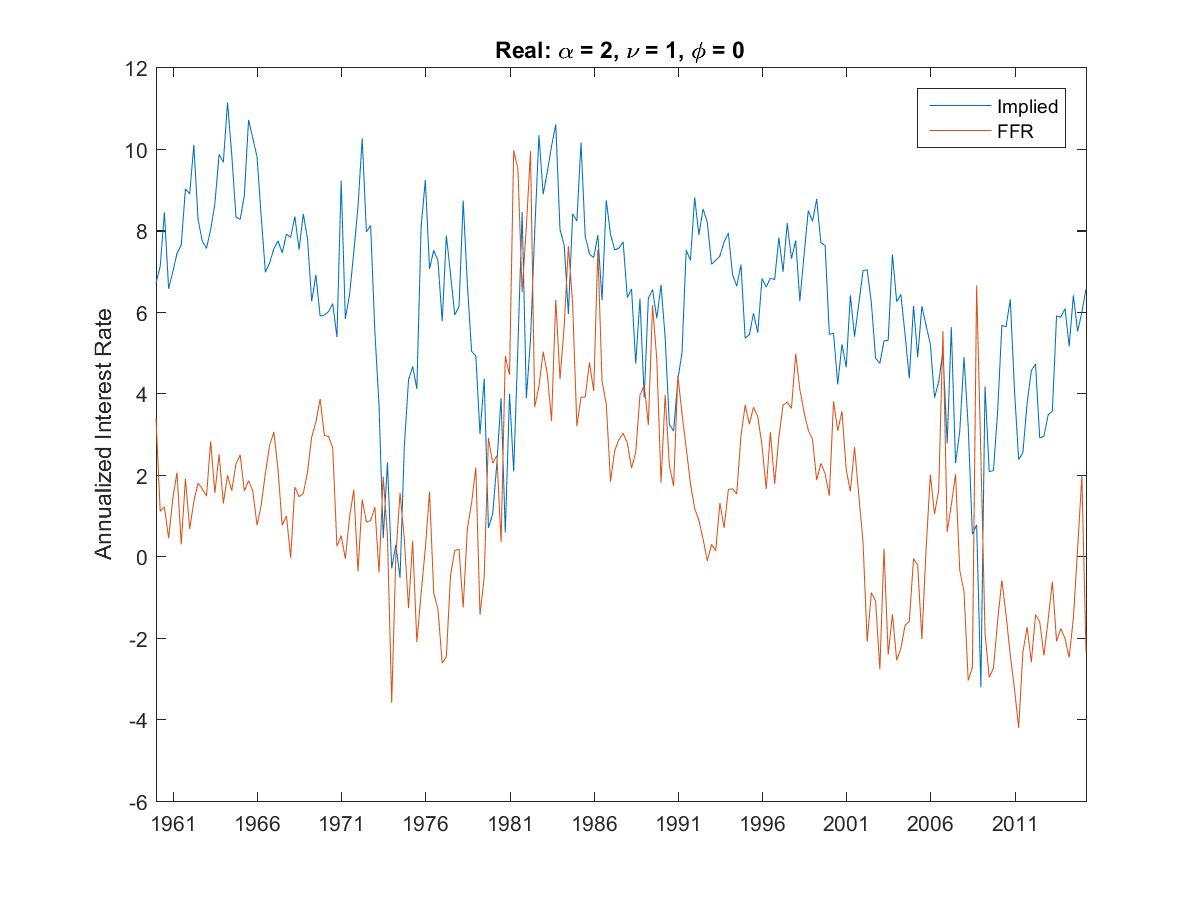 Real: α = 2, ν = 1, ϕ = 0
Implied
FFR
Annualized Interest Rate
12
10
8
6
4
2
0
-2
-4
-6
1961 1966 1971 1976 1981 1986 1991 1996 2001 2006 2011